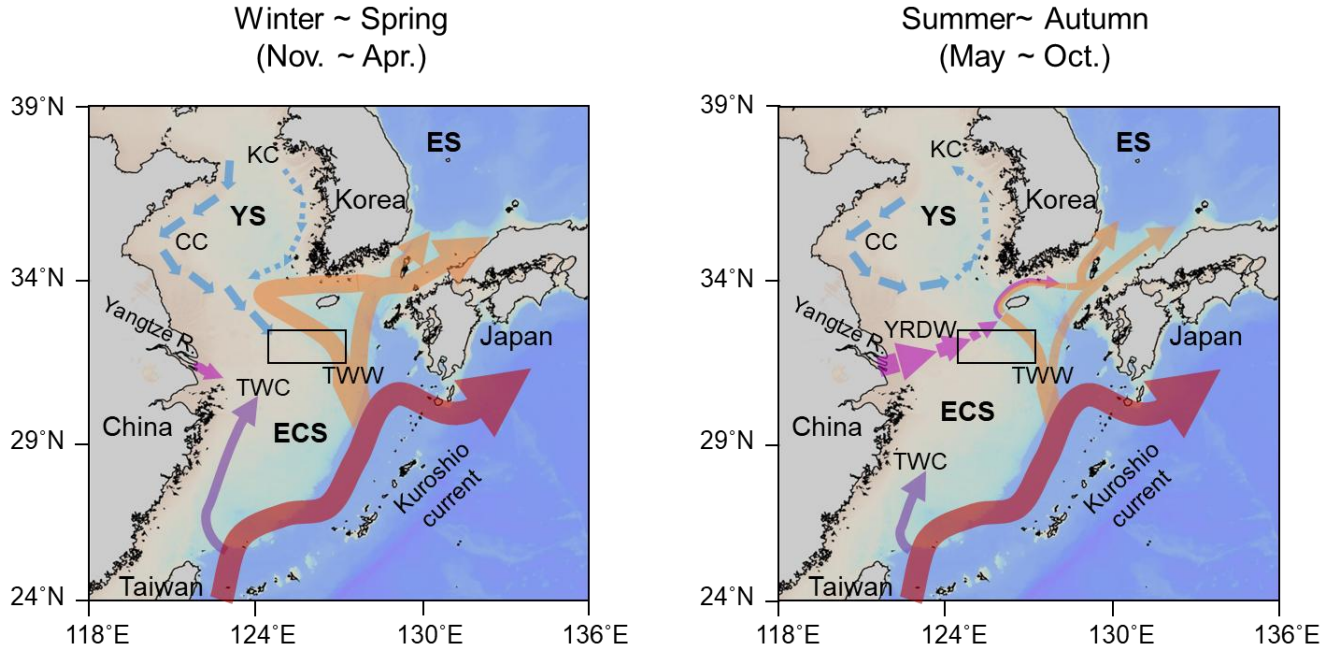 Winter ~ Spring
(Nov. ~ Apr.)
39˚N
34˚N
29˚N
24˚N
118˚E
124˚E
130˚E
136˚E
KC
ES
Korea
YS
CC
Yangtze R.
Japan
TWC
TWW
China
ECS
Kuroshio
current
Taiwan
Summer~ Autumn
(May ~ Oct.)
39˚N
34˚N
29˚N
24˚N
118˚E
124˚E
130˚E
136˚E
KC
ES
Korea
YS
CC
Yangtze R.
YRDW
Japan
TWW
China
ECS
TWC
Kuroshio
current
Taiwan